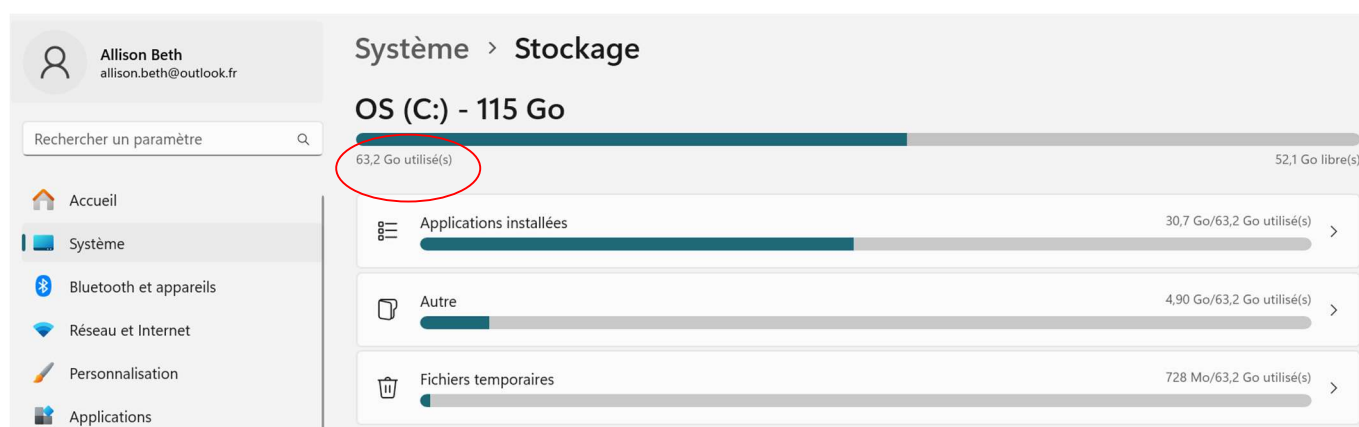 Allison Beth
allison.beth@outlook.fr
Rechercher un paramètre
Accueil
Système
Bluetooth et appareils
Réseau et Internet
Personnalisation
Applications
Système > Stockage
OS (C:) - 115 Go
63,2 Go utilisé(s) 52,1 Go libre(s)
Applications installées 30,7 Go/63,2 Go utilisé(s)
Autre 4,90 Go/63,2 Go utilisé(s)
Fichiers temporaires 728 Mo/63,2 Go utilisé(s)